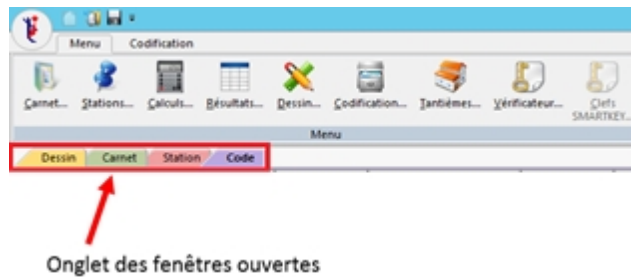 Menu Codification
Carnet... Stations... Calculs... Résultats... Dessin... Codification... Tantièmes... Vérificateur... Clefs
SMARTKEY...
Menu
Dessin Carnet Station Code
Onglet des fenêtres ouvertes